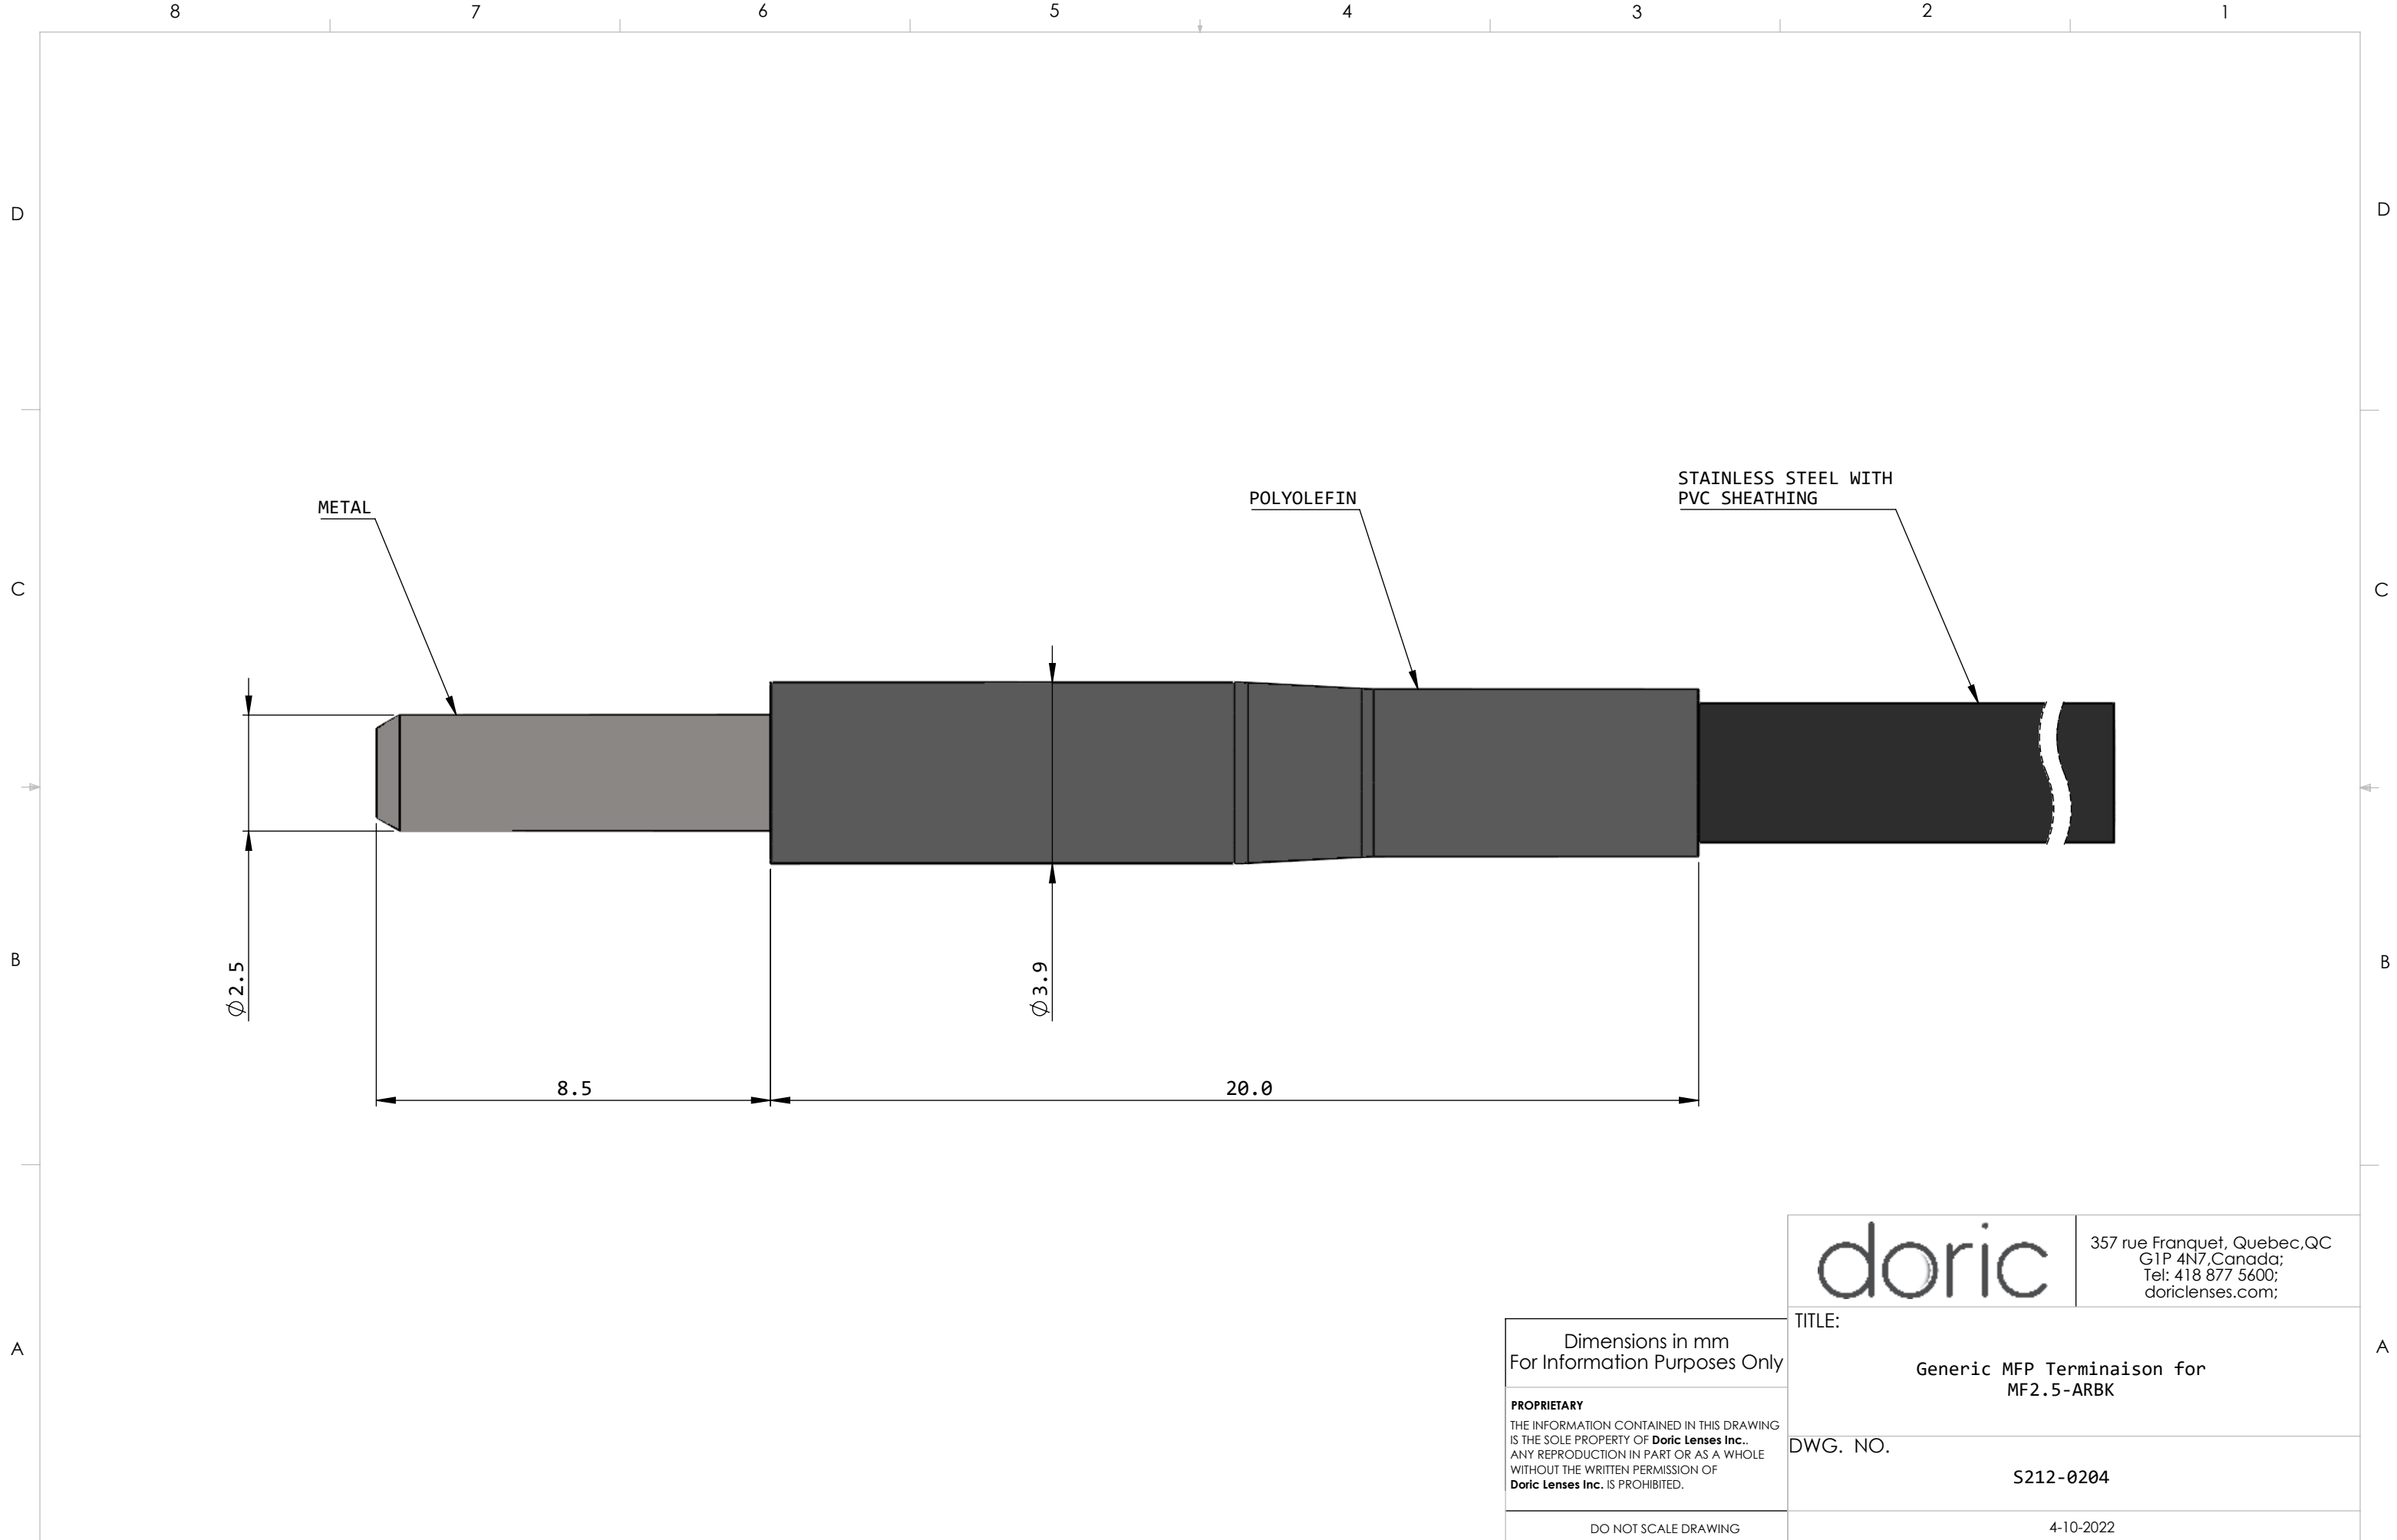 8 7 6 5 4 3 2 1
D D
STAINLESS STEEL WITH
PVC SHEATHING
POLYOLEFIN
METAL
C C
B B
⌀2.5
⌀3.9
8.5
20.0
doric
357 rue Franquet, Quebec,QC
G1P 4N7,Canada;
Tel: 418 877 5600;
doriclenses.com;
TITLE:
Generic MFP Terminaison for
MF2.5-ARBK
A A
Dimensions in mm
For Information Purposes Only
PROPRIETARY
THE INFORMATION CONTAINED IN THIS DRAWING
IS THE SOLE PROPERTY OF Doric Lenses Inc..
ANY REPRODUCTION IN PART OR AS A WHOLE
WITHOUT THE WRITTEN PERMISSION OF
Doric Lenses Inc. IS PROHIBITED.
DWG. NO.
S212-0204
DO NOT SCALE DRAWING
4-10-2022